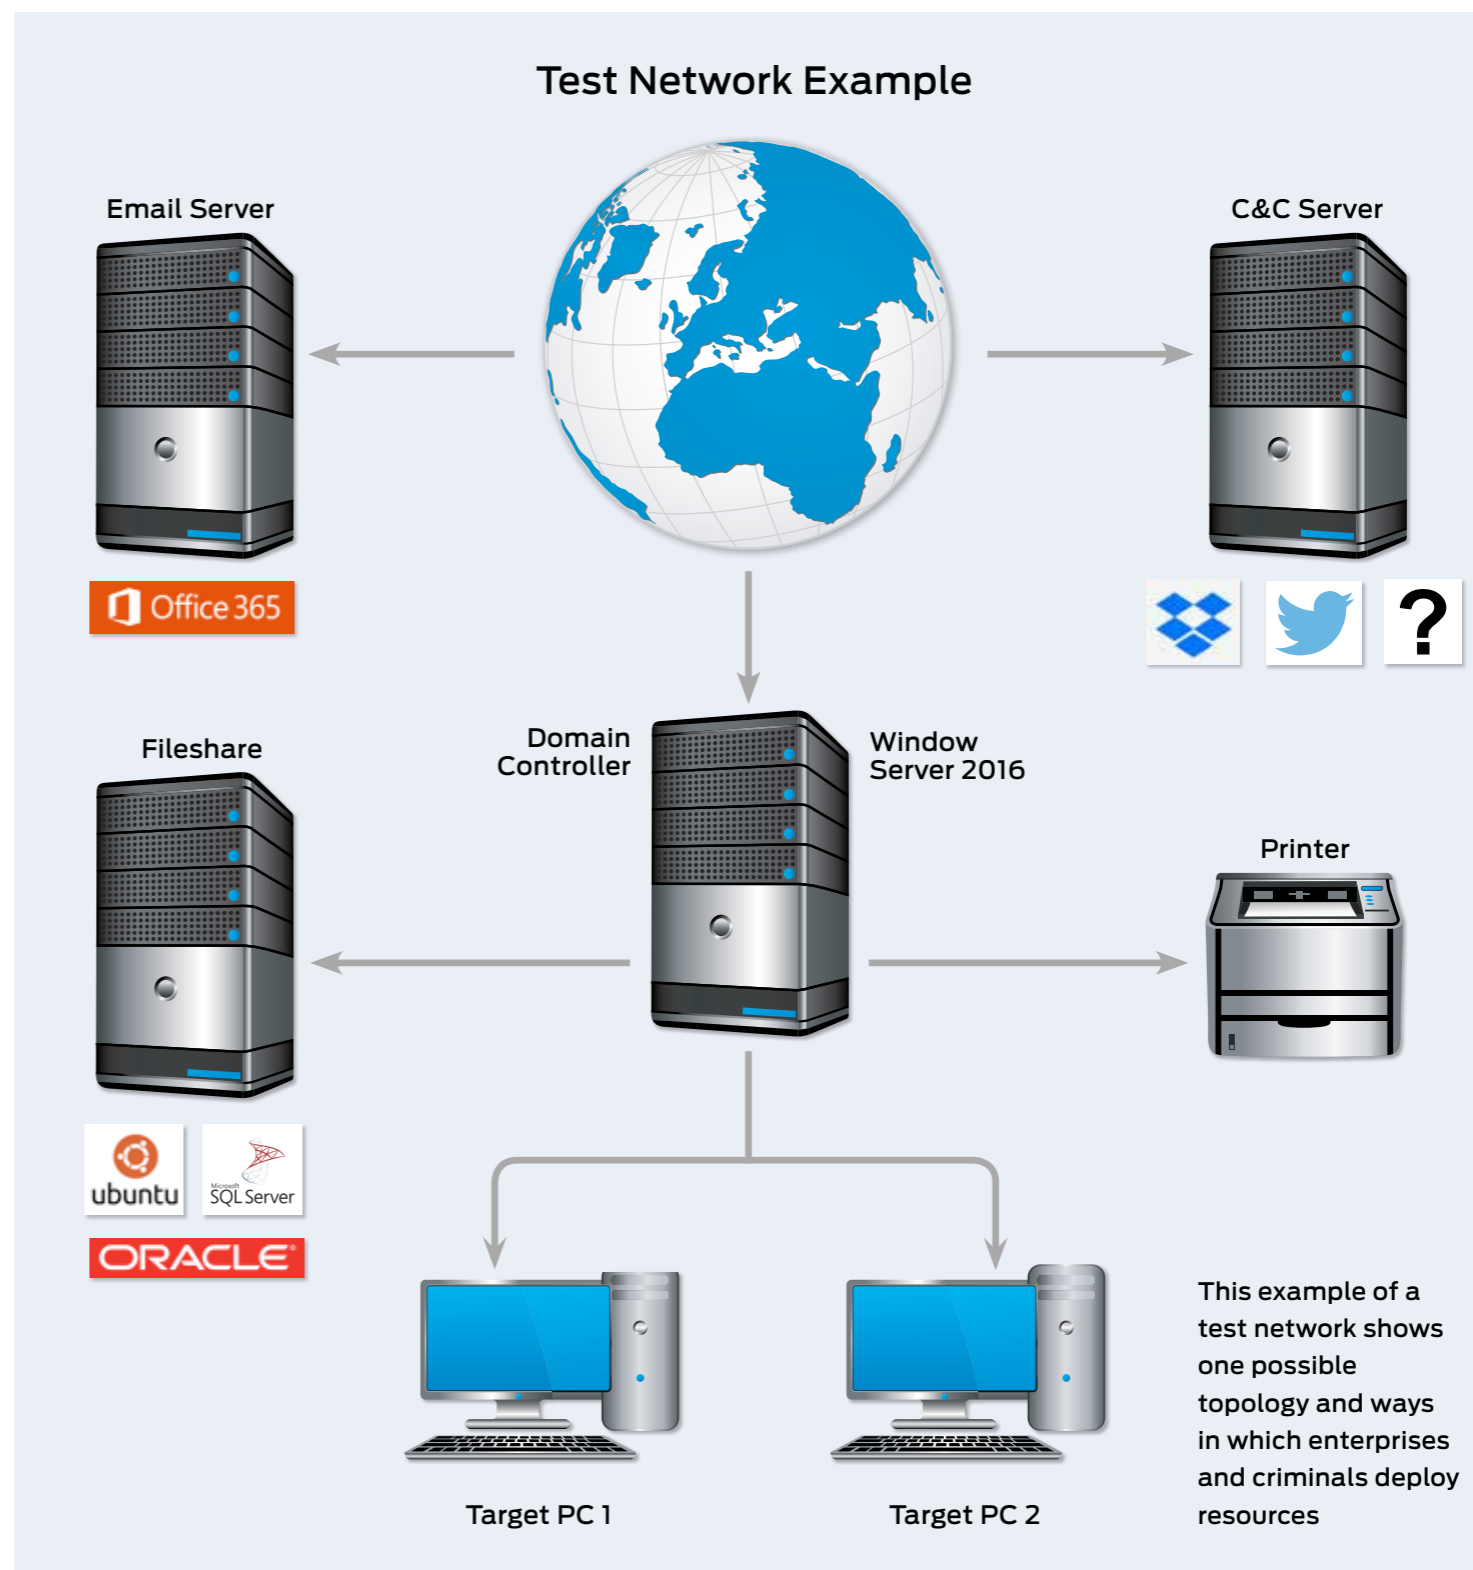 Test Network Example
Email Server
C&C Server
Office 365
?
Fileshare
Domain
Controller
Window
Server 2016
Printer
ubuntu
Microsoft
SQL Server
ORACLE®
Target PC 1
Target PC 2
This example of a
test network shows
one possible
topology and ways
in which enterprises
and criminals deploy
resources